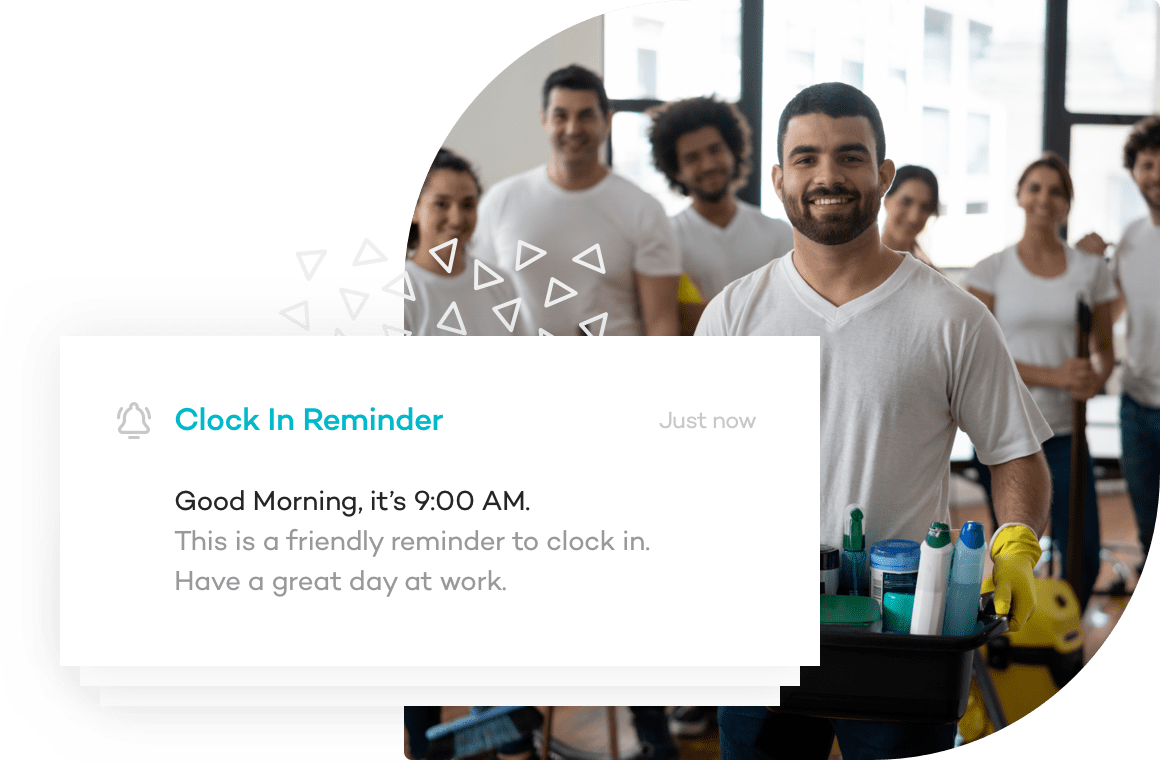 Clock In Reminder
Just now
Good Morning, it’s 9:00 AM.
This is a friendly reminder to clock in.
Have a great day at work.